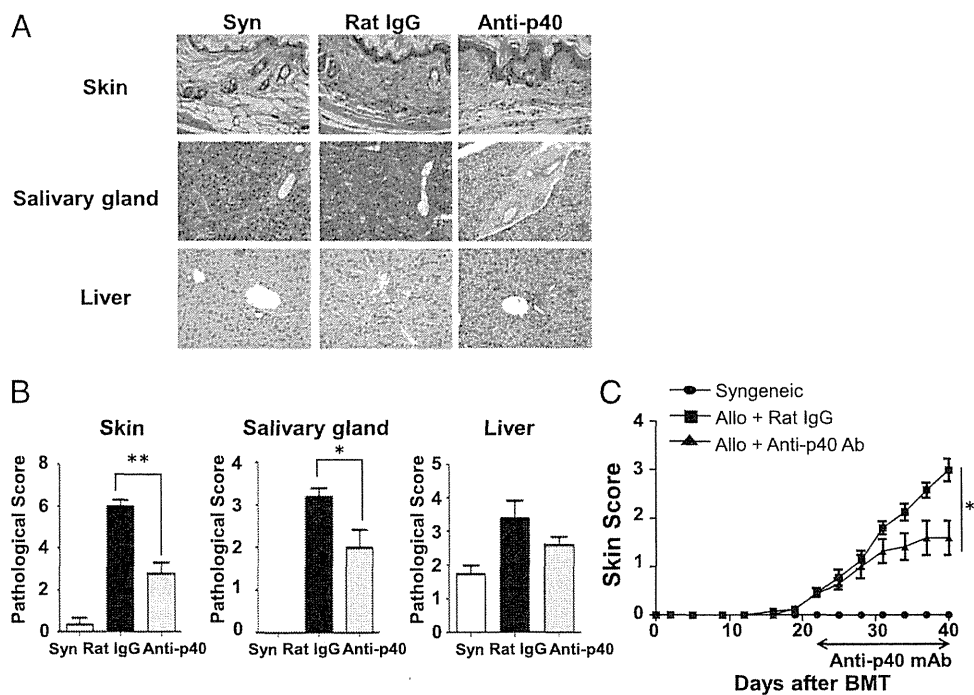 A
Syn Rat IgG Anti-p40
Skin
Salivary gland
Liver
B
Skin
Pathological Score
8
6
4
2
0
**
Syn Rat IgG Anti-p40
Salivary gland
Pathological Score
4
3
2
1
0
*
Syn Rat IgG Anti-p40
Liver
Pathological Score
5
4
3
2
1
0
Syn Rat IgG Anti-p40
C
Syngeneic
Allo + Rat IgG
Allo + Anti-p40 Ab
Skin Score
4
3
2
1
0
*
0 10 20 30 40
Anti-p40 mAb
Days after BMT